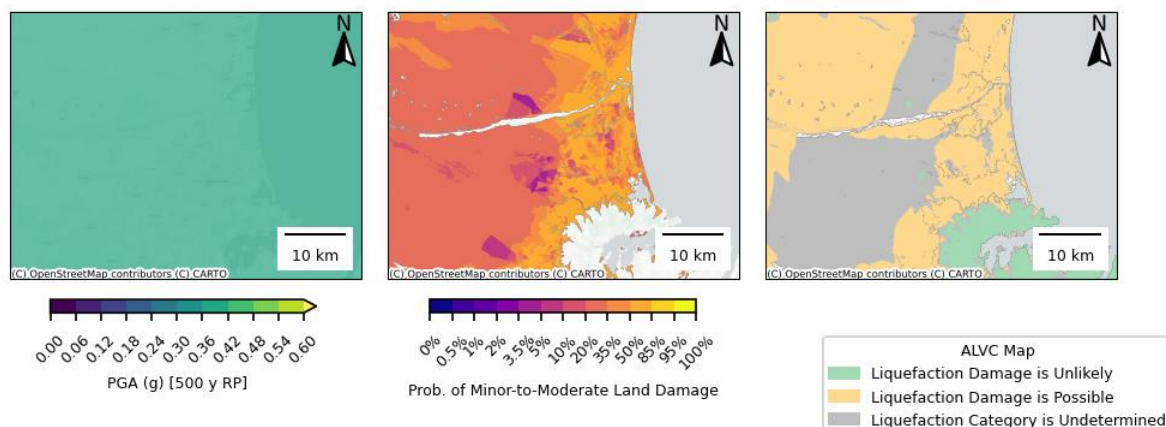 N
N
N
10 km
10 km
10 km
(C) OpenStreetMap contributors (C) CARTO
(C) OpenStreetMap contributors (C) CARTO
(C) OpenStreetMap contributors (C) CARTO
0.00 0.06 0.12 0.18 0.24 0.30 0.36 0.42 0.48 0.54 0.60
PGA (g) [500 y RP]
0% 0.5% 1% 2% 3.5% 5% 10% 20% 35% 50% 85% 95% 100%
Prob. of Minor-to-Moderate Land Damage
ALVC Map
Liquefaction Damage is Unlikely
Liquefaction Damage is Possible
Liquefaction Category is Undetermined